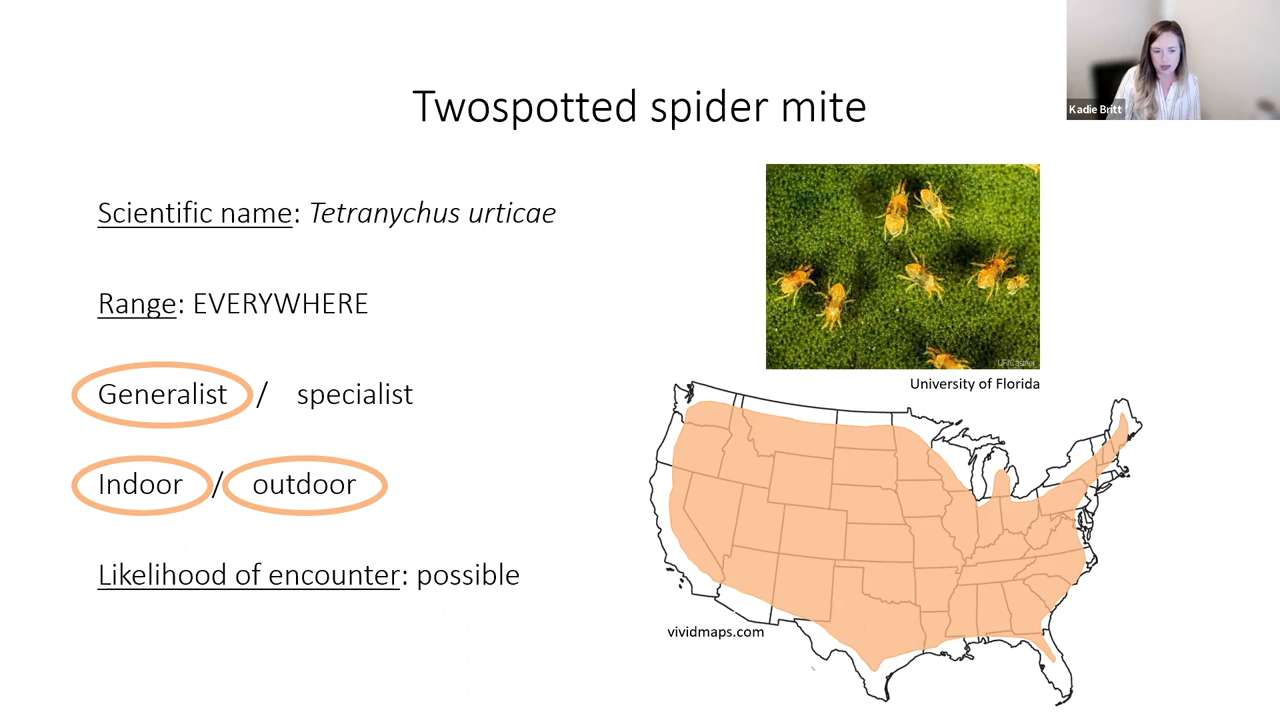 Kadie Britt
Twospotted spider mite
Scientific name: Tetranychus urticae
Range: EVERYWHERE
Generalist / specialist
Indoor / outdoor
Likelihood of encounter: possible
University of Florida
vividmaps.com